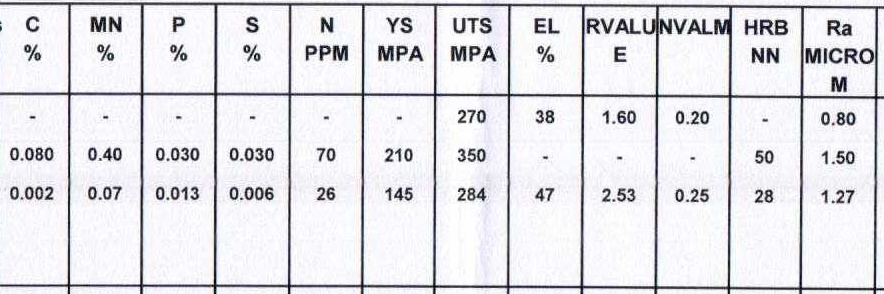 C MN P S N YS UTS EL RVALU NVALM HRB Ra
% % % % PPM MPA MPA % E NN MICRO
M
- - - - - - 270 38 1.60 0.20 - 0.80
0.080 0.40 0.030 0.030 70 210 350 - - - 50 1.50
0.002 0.07 0.013 0.006 26 145 284 47 2.53 0.25 28 1.27